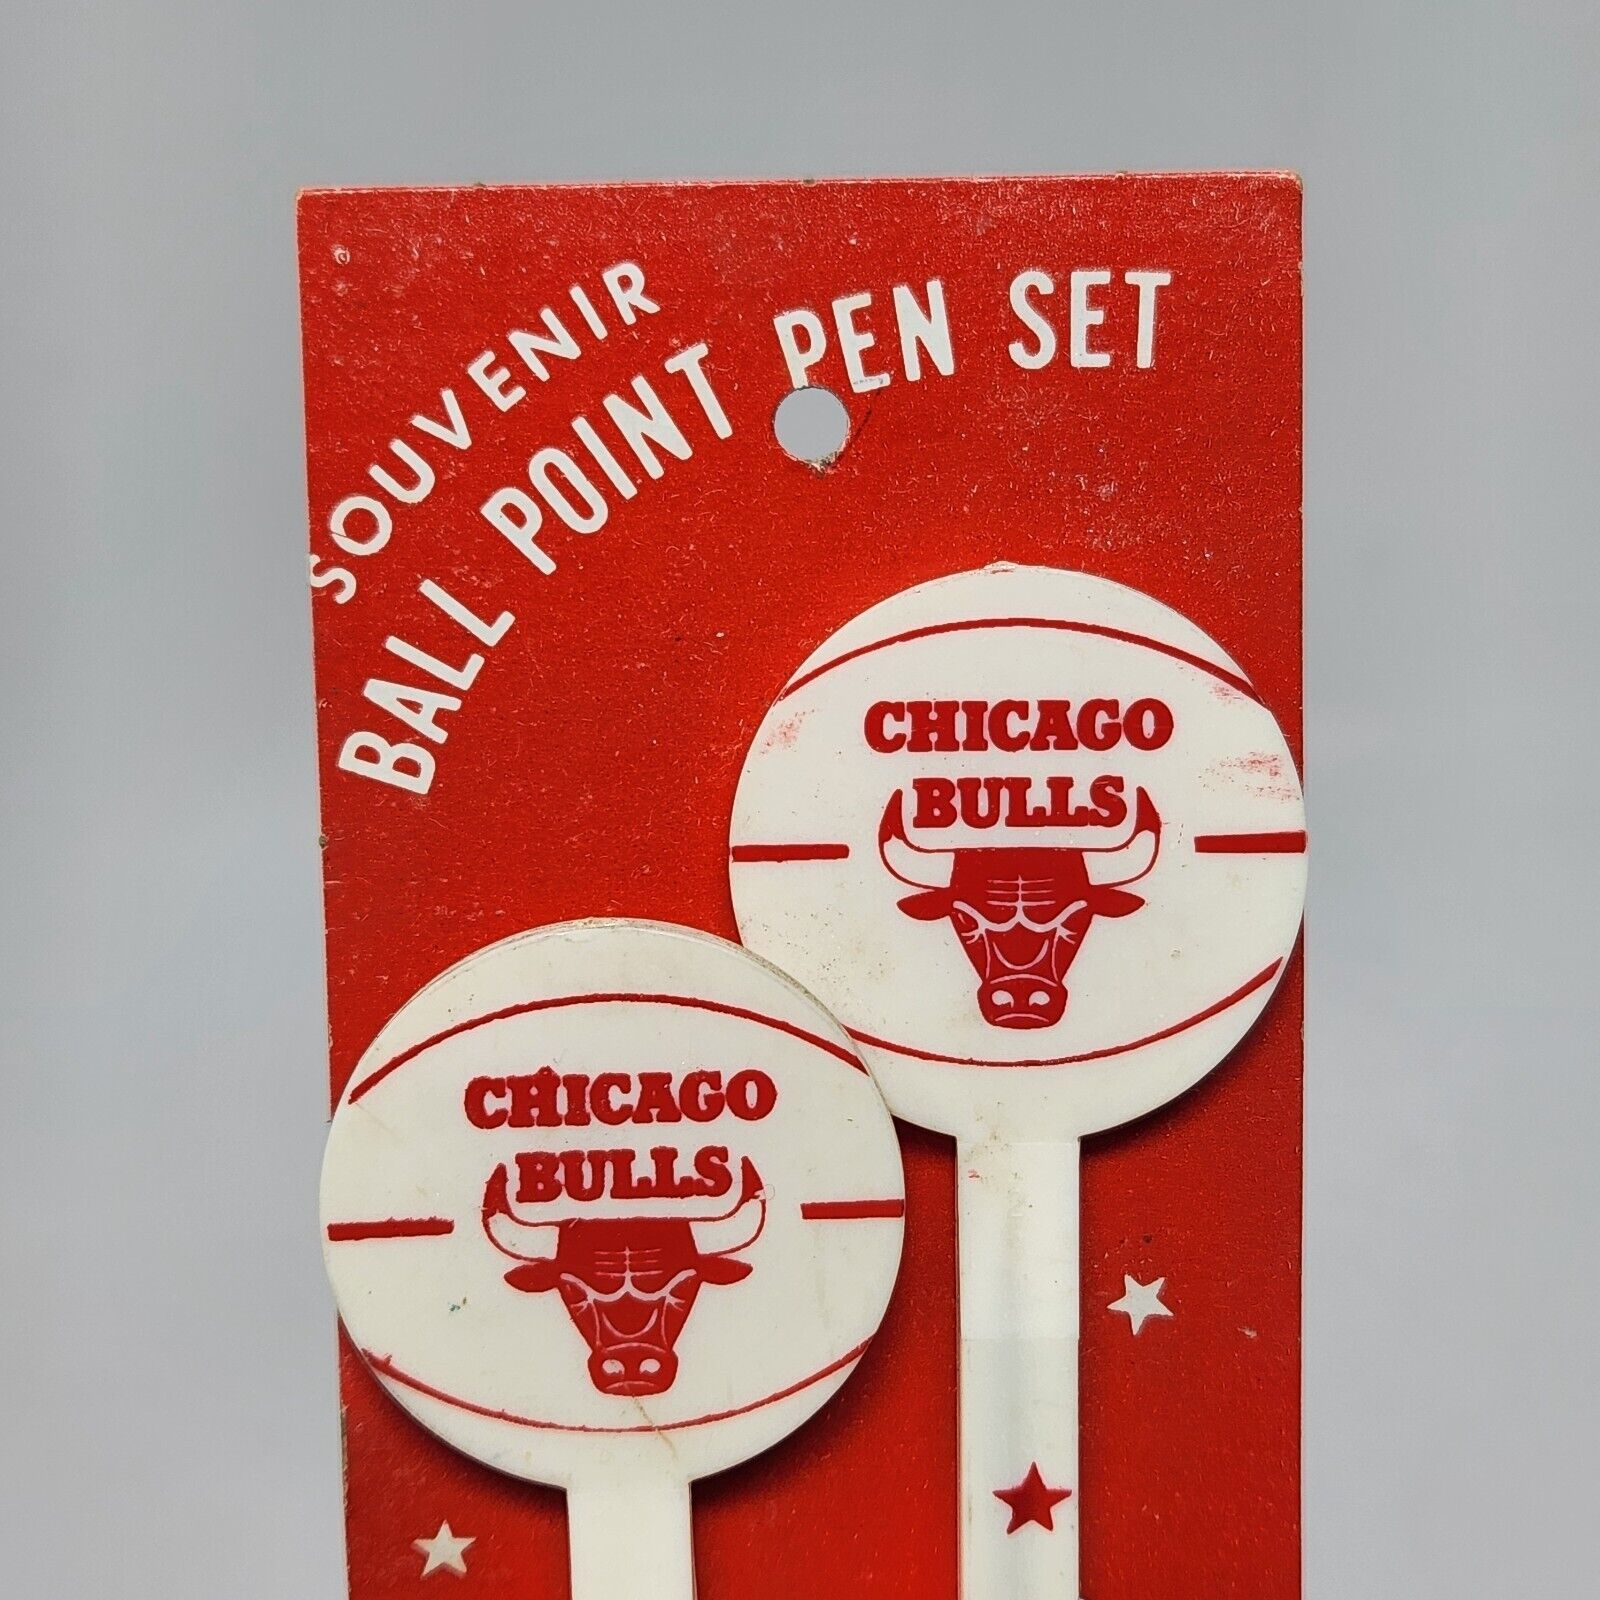 SOUVENIR
BALL POINT PEN SET
CHICAGO
BULLS
CHICAGO
BULLS